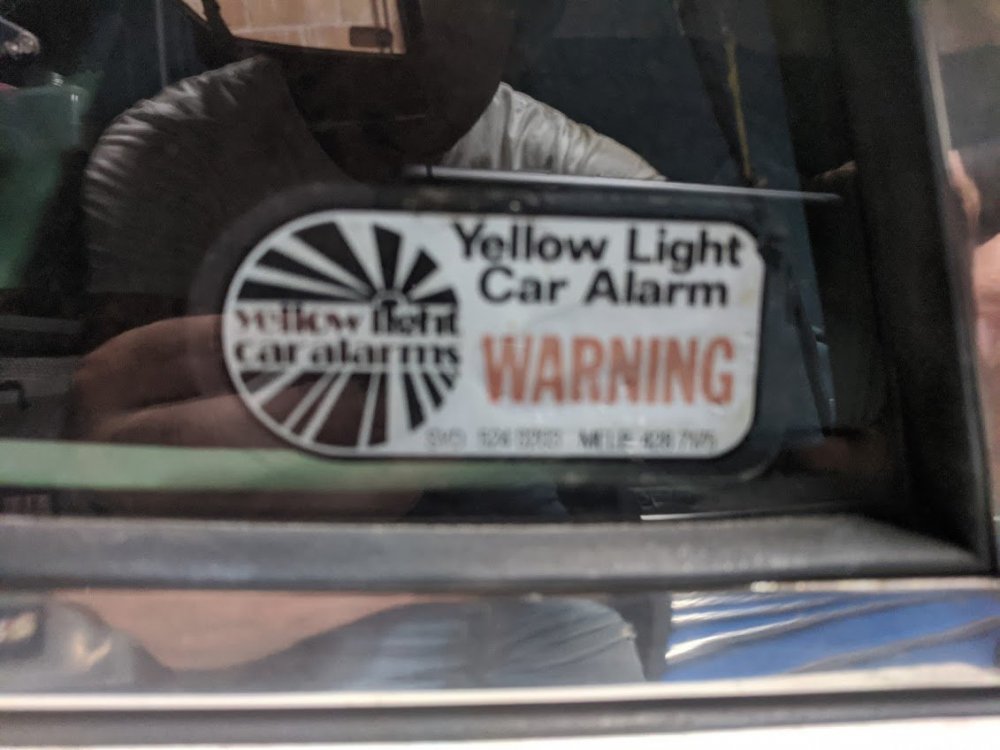 Yellow Light
Car Alarm
yellow light
car alarms
WARNING